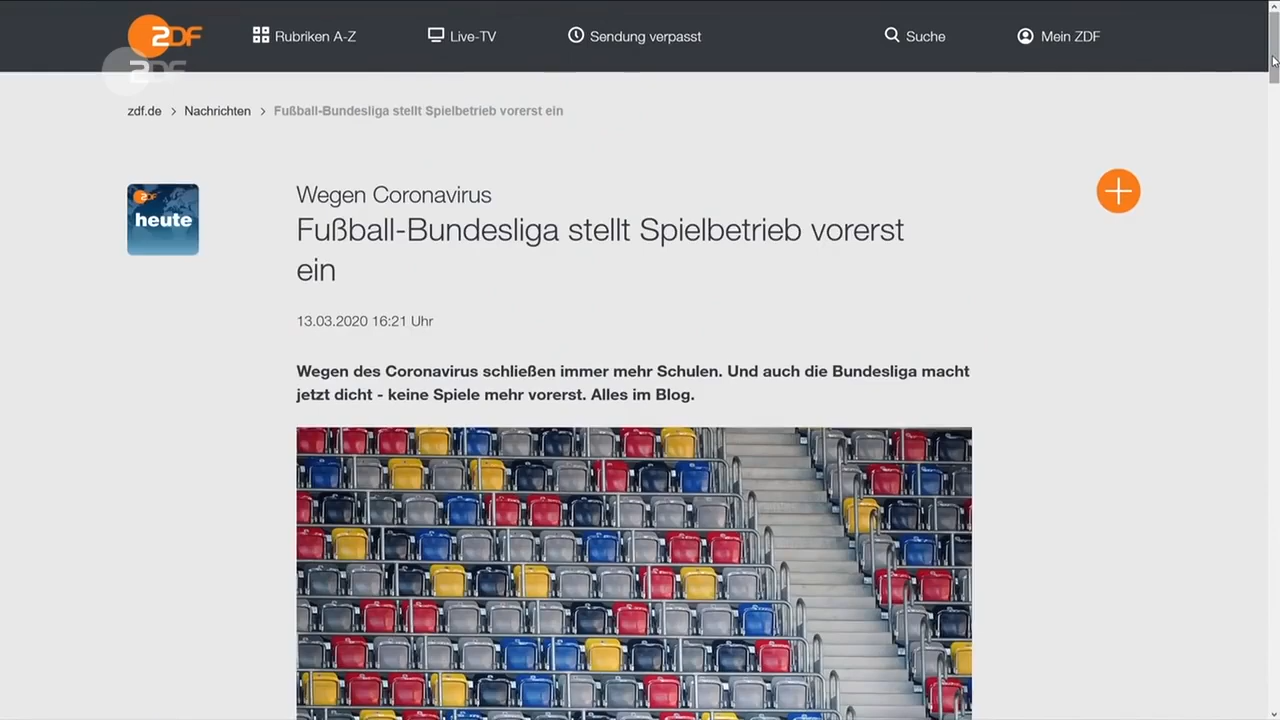 ZDF
Rubriken A-Z
Live-TV
Sendung verpasst
Suche
Mein ZDF
ZDF
zdf.de > Nachrichten > Fußball-Bundesliga stellt Spielbetrieb vorerst ein
ZDF
heute
Wegen Coronavirus
Fußball-Bundesliga stellt Spielbetrieb vorerst
ein
13.03.2020 16:21 Uhr
Wegen des Coronavirus schließen immer mehr Schulen. Und auch die Bundesliga macht
jetzt dicht - keine Spiele mehr vorerst. Alles im Blog.